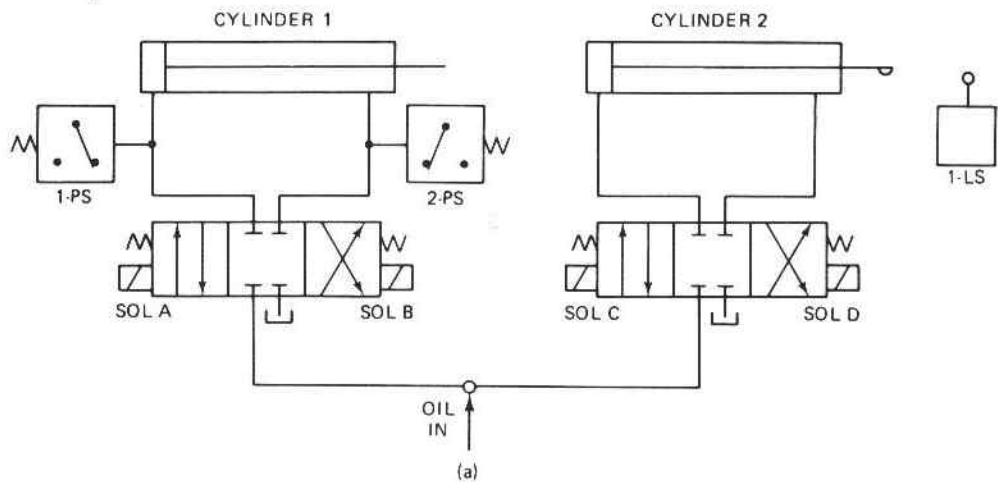 CYLINDER 1
CYLINDER 2
1-PS
2-PS
1-LS
SOL A
SOL B
SOL C
SOL D
OIL
IN
(a)